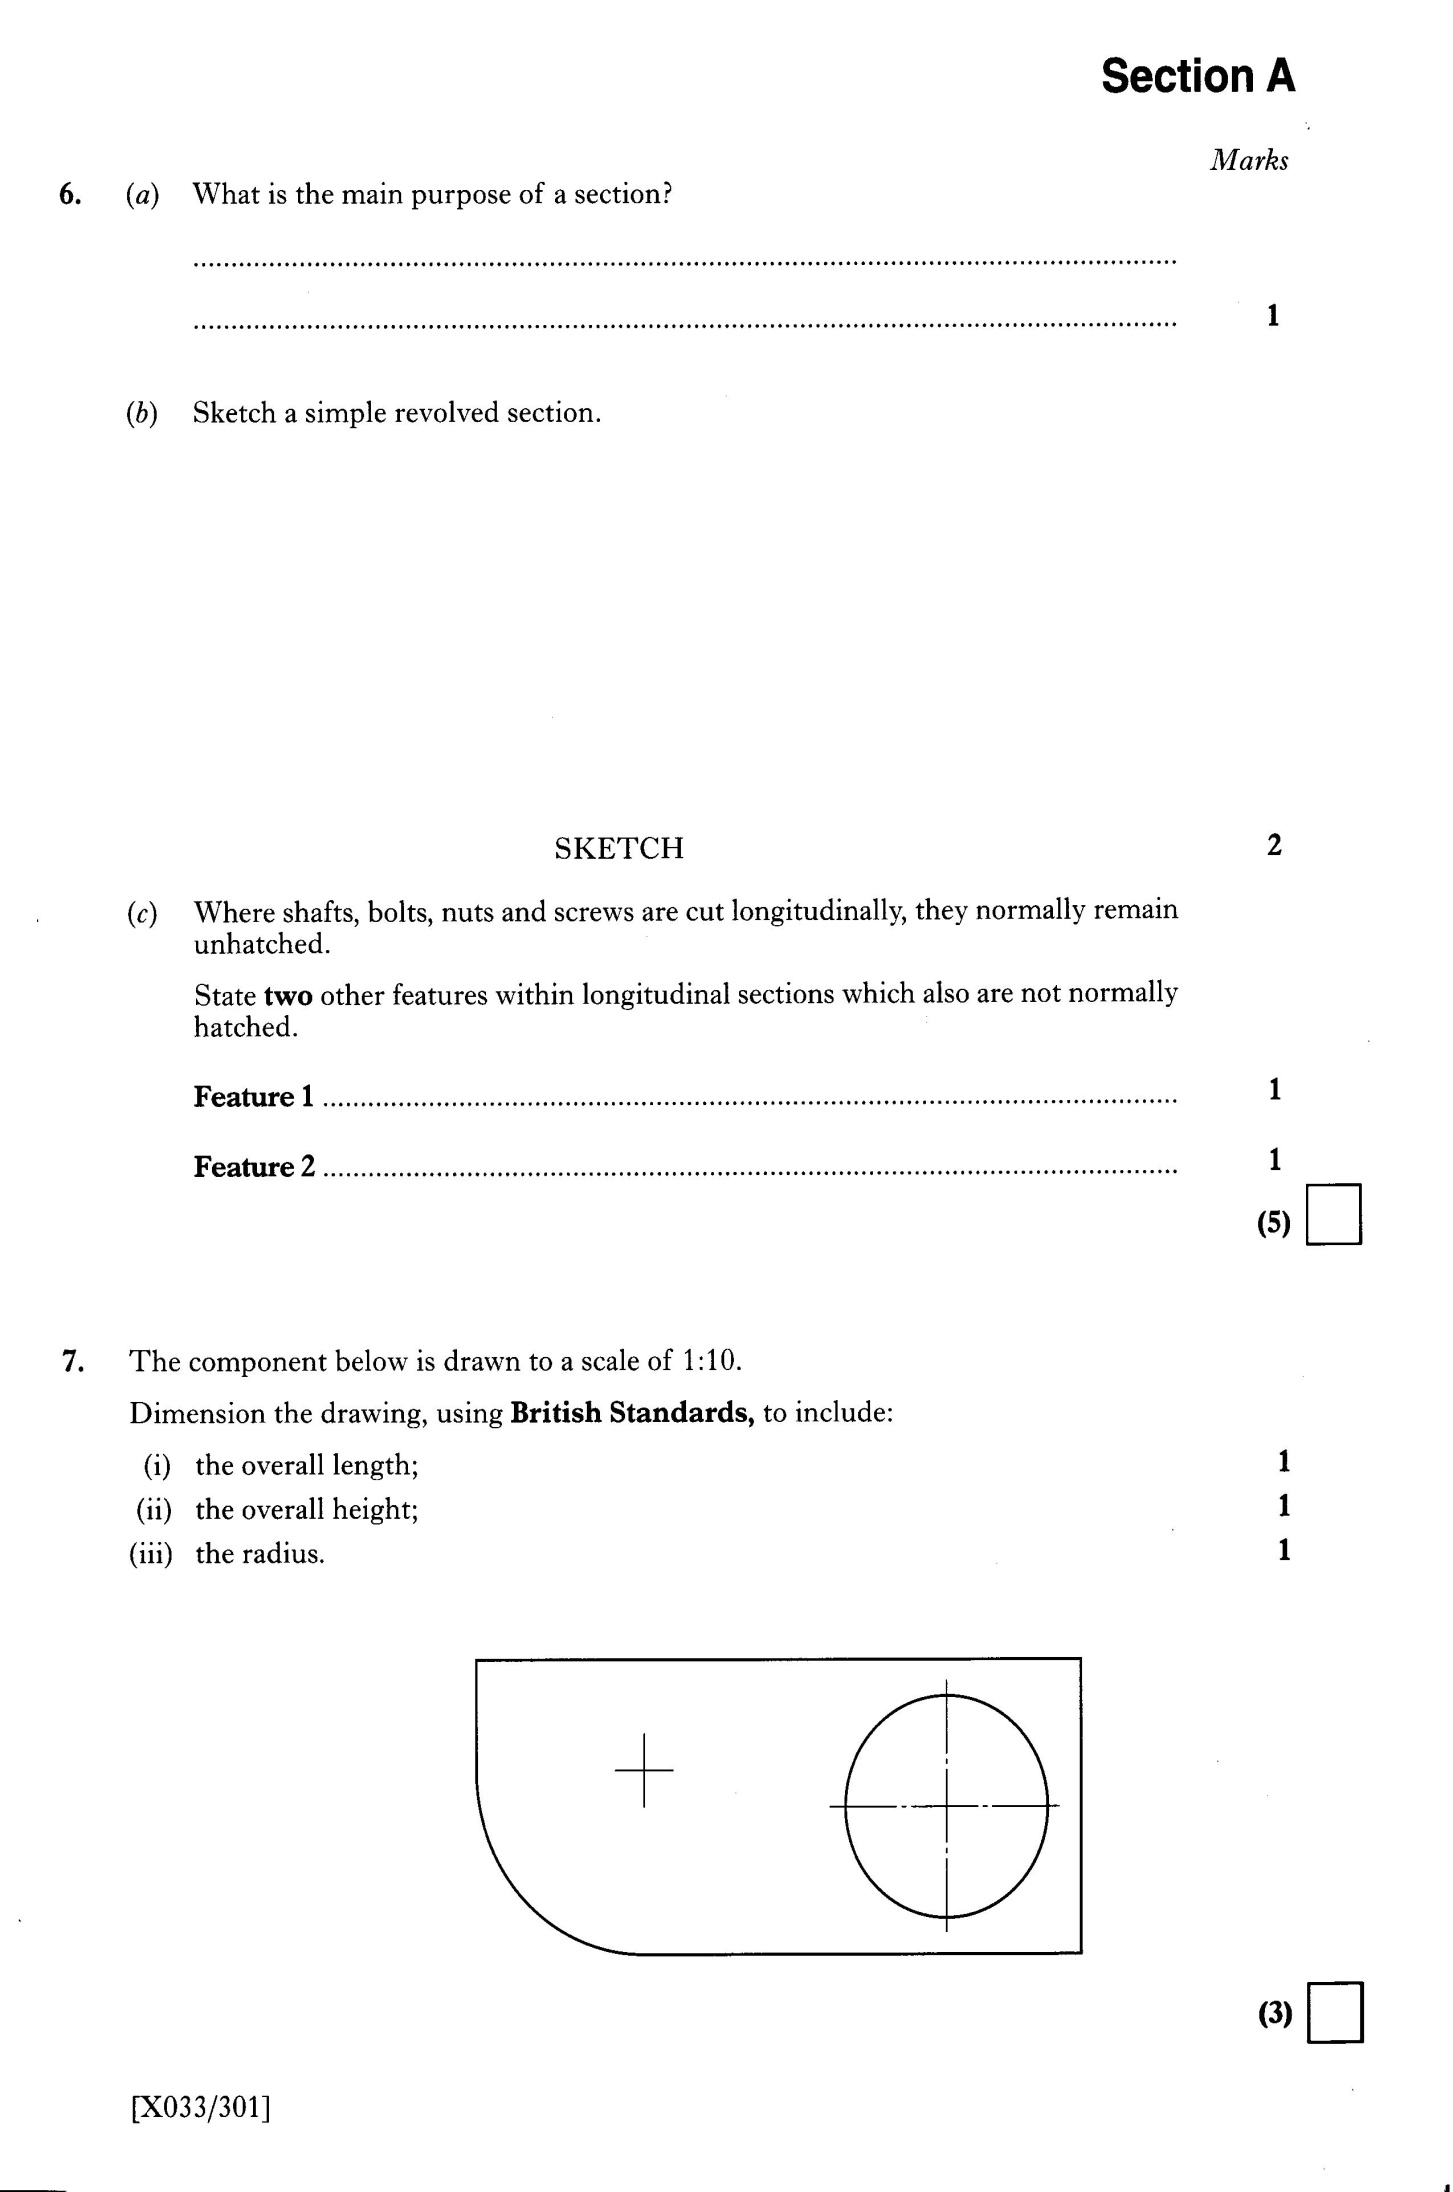 Section A
Marks
6. (a) What is the main purpose of a section?
1
(b) Sketch a simple revolved section.
SKETCH 2
(c) Where shafts, bolts, nuts and screws are cut longitudinally, they normally remain
unhatched.
State two other features within longitudinal sections which also are not normally
hatched.
Feature 1 ........ 1
Feature 2 ........ 1
(5)
7. The component below is drawn to a scale of 1:10.
Dimension the drawing, using British Standards, to include:
(i) the overall length; 1
(ii) the overall height; 1
(iii) the radius. 1
(3)
[X033/301]